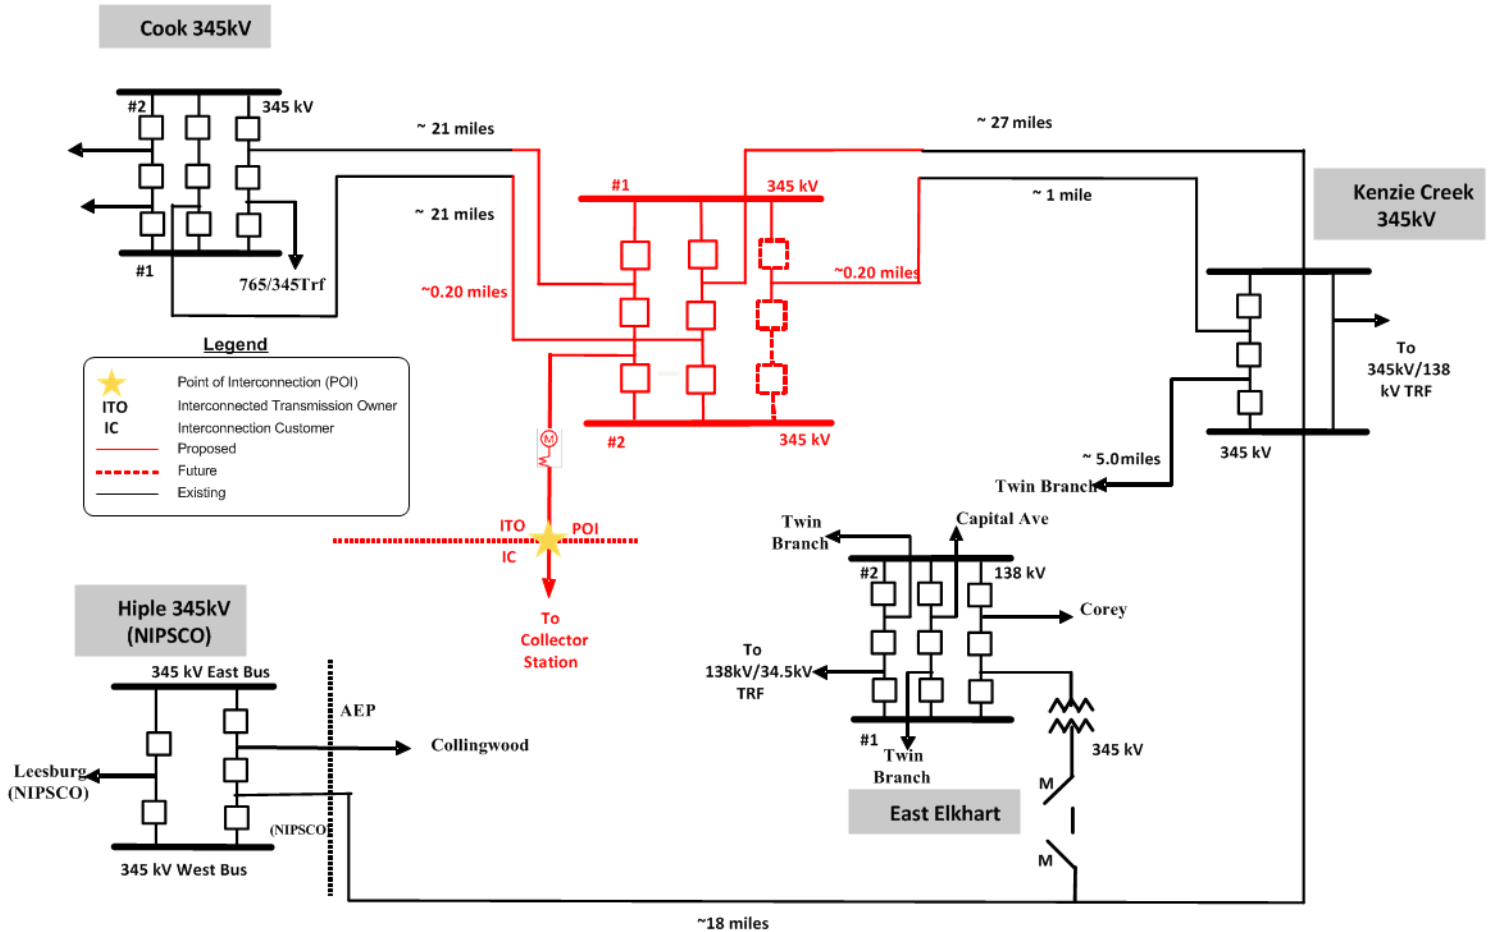 Cook 345kV
#2
345 kV
#1
765/345Trf
~ 21 miles
~ 21 miles
~0.20 miles
#1
345 kV
~ 27 miles
~ 1 mile
~0.20 miles
Kenzie Creek
345kV
To
345kV/138
kV TRF
345 kV
~ 5.0miles
Twin Branch
#2
345 kV
M
Legend
Point of Interconnection (POI)
ITO
Interconnected Transmission Owner
IC
Interconnection Customer
Proposed
Future
Existing
ITO
POI
IC
To
Collector
Station
Twin
Branch
Capital Ave
#2
138 kV
Corey
To
138kV/34.5kV
TRF
#1
Twin
Branch
345 kV
M
M
East Elkhart
Hiple 345kV
(NIPSCO)
345 kV East Bus
AEP
Collingwood
Leesburg
(NIPSCO)
(NIPSCO)
345 kV West Bus
~18 miles